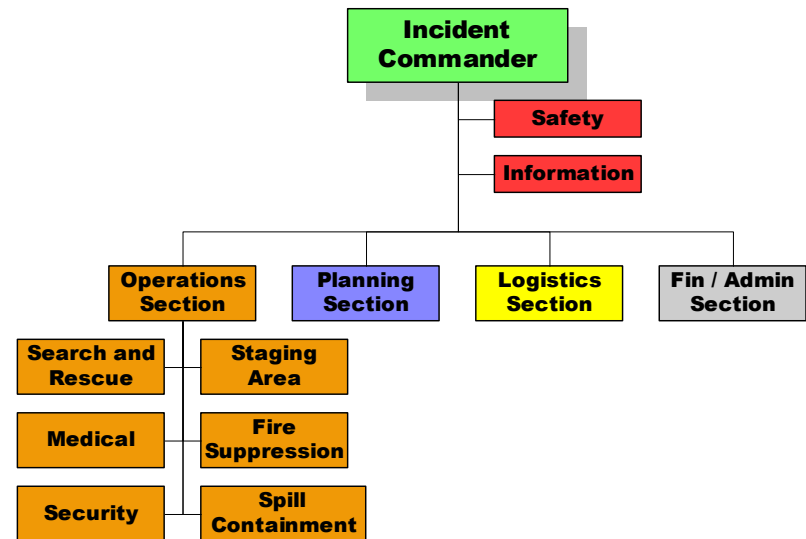 Incident
Commander
Safety
Information
Operations
Section
Planning
Section
Logistics
Section
Fin / Admin
Section
Search and
Rescue
Staging
Area
Medical
Fire
Suppression
Security
Spill
Containment